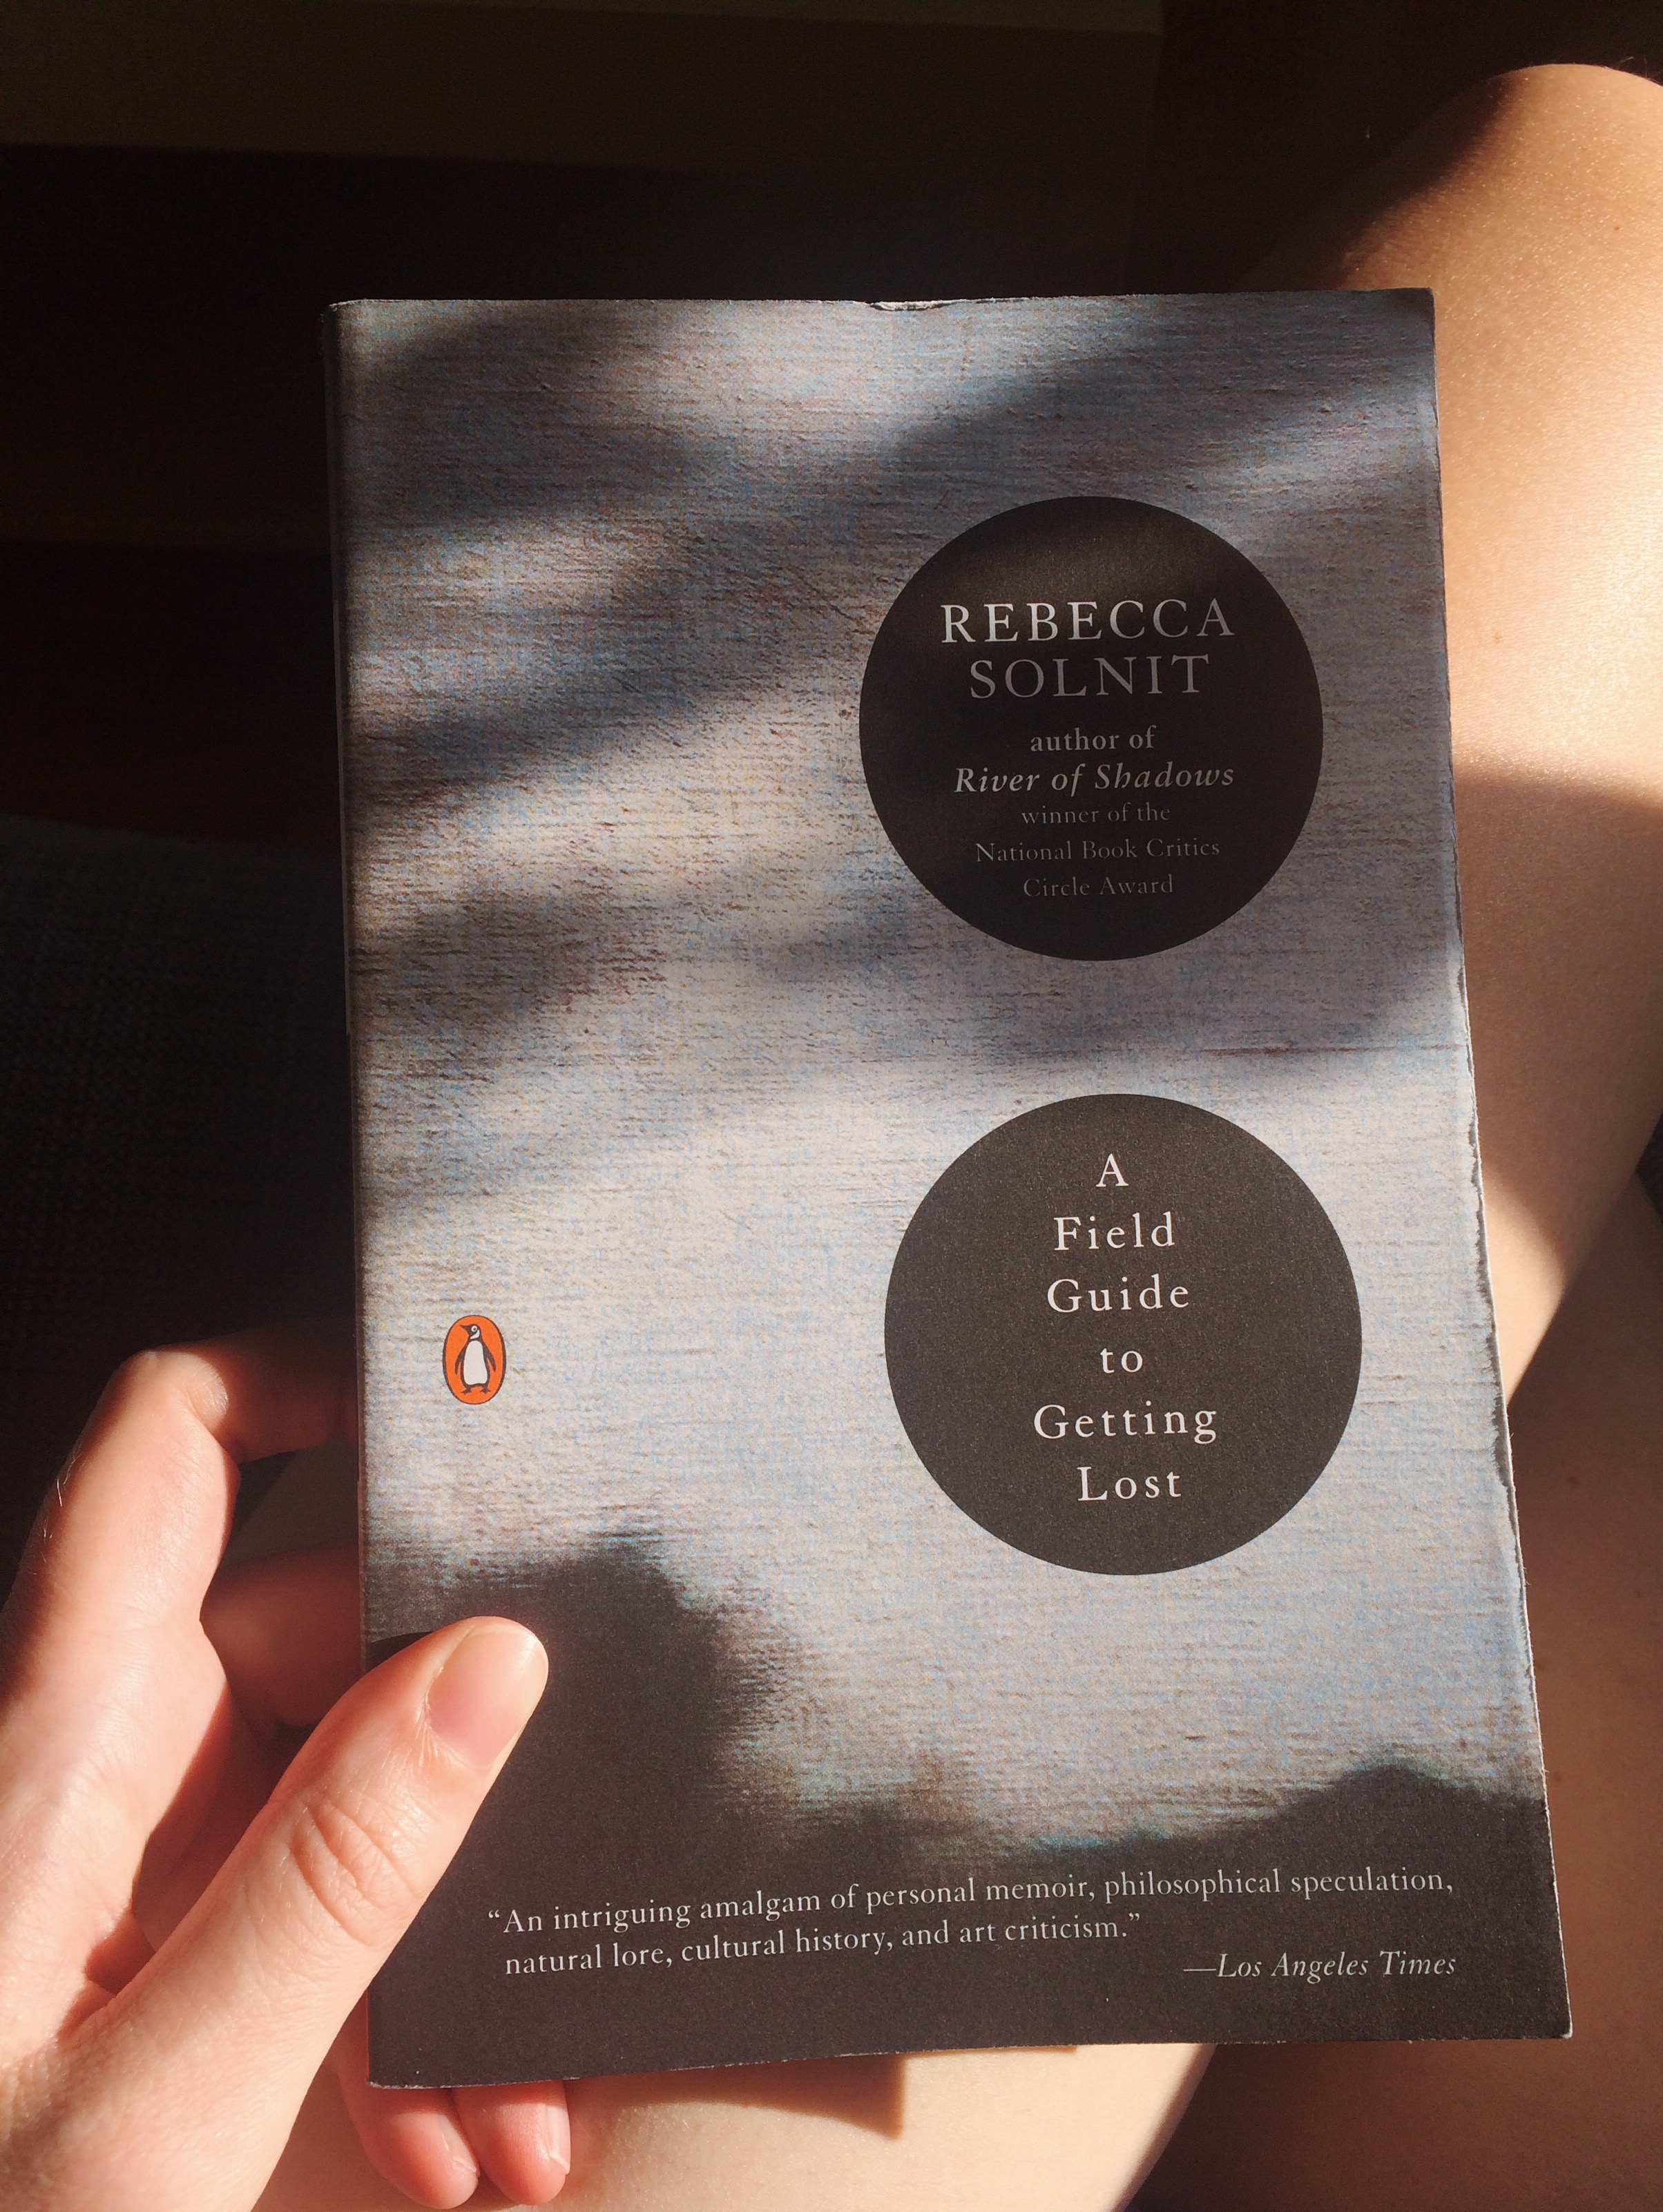 REBECCA
SOLNIT
author of
River of Shadows
winner of the
National Book Critics
Circle Award
A
Field
Guide
to
Getting
Lost
“An intriguing amalgam of personal memoir, philosophical speculation,
natural lore, cultural history, and art criticism.”
—Los Angeles Times